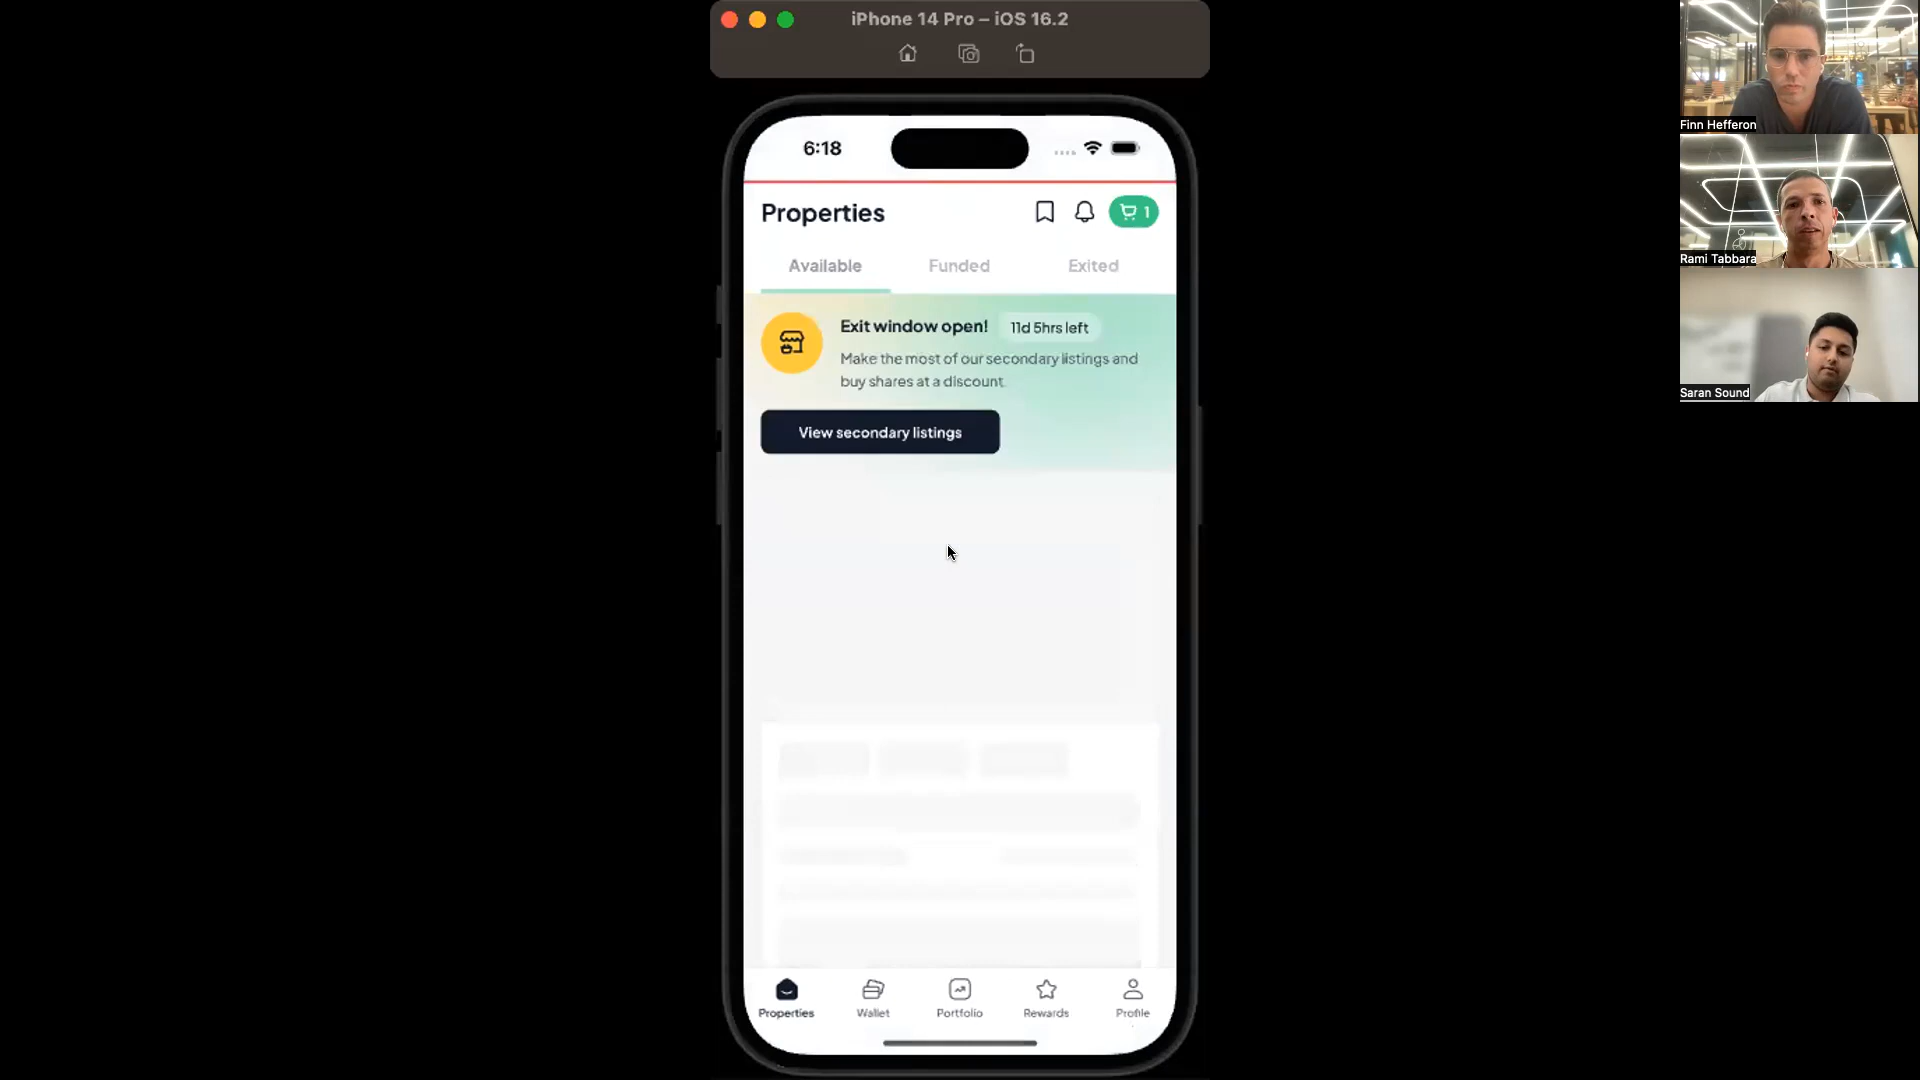 iPhone 14 Pro – iOS 16.2
6:18
Properties
1
Available Funded Exited
Exit window open! 11d 5hrs left
Make the most of our secondary listings and
buy shares at a discount.
View secondary listings
Properties Wallet Portfolio Rewards Profile
Finn Hefferon
Rami Tabbara
Saran Sound